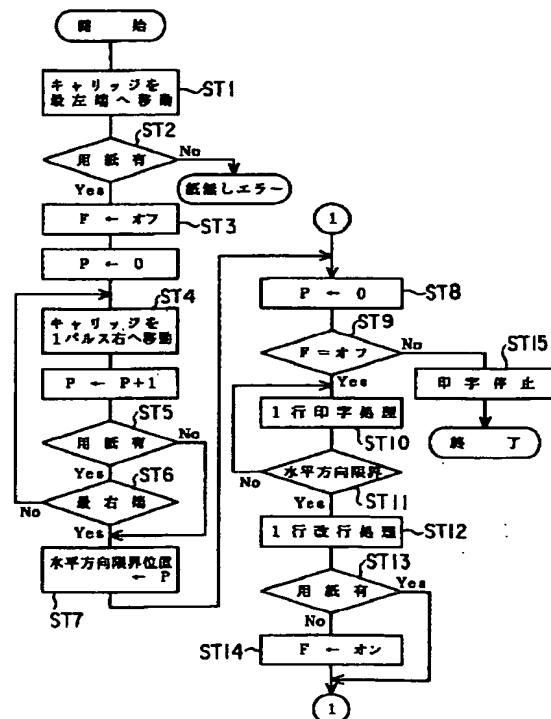 開 始
キャリッジを
最左端へ移動
ST1
ST2
用紙有
No
Yes
紙無しエラー
F ← オフ
ST3
P ← 0
ST4
キャリッジを
1パルス右へ移動
P ← P+1
ST5
用紙有
No
Yes
ST6
最右端
No
Yes
水平方向限界位置
← P
ST7
1
P ← 0
ST8
ST9
F = オフ
No
Yes
ST15
印字停止
終 了
1行印字処理
ST10
水平方向限界
No
ST11
Yes
1行改行処理
ST12
ST13
用紙有
Yes
No
ST14
F ← オン
1